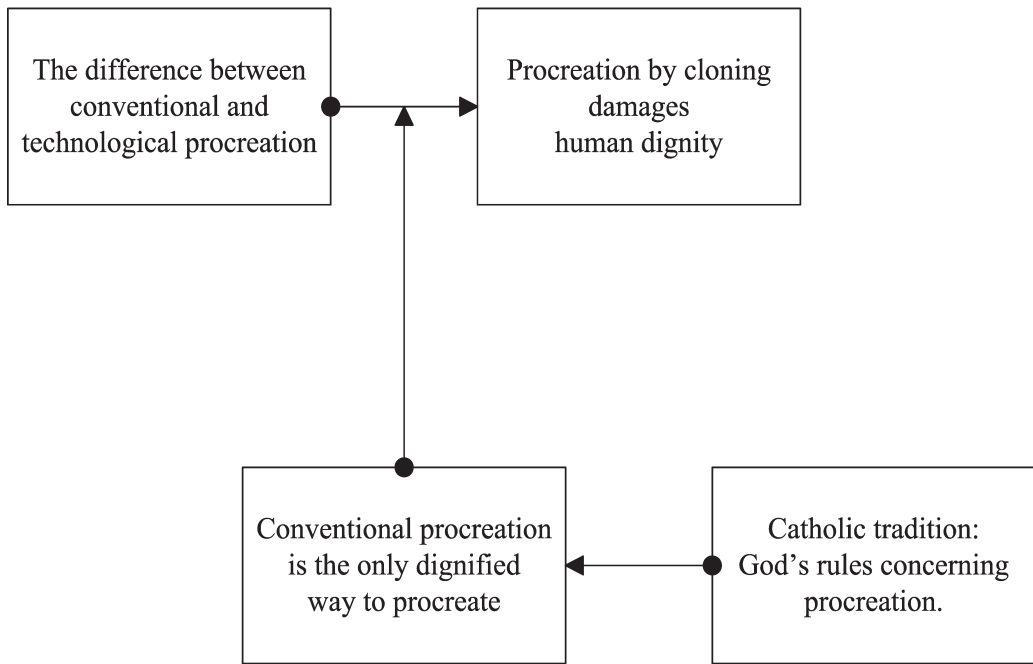 The difference between
conventional and
technological procreation
Procreation by cloning
damages
human dignity
Conventional procreation
is the only dignified
way to procreate
Catholic tradition:
God’s rules concerning
procreation.